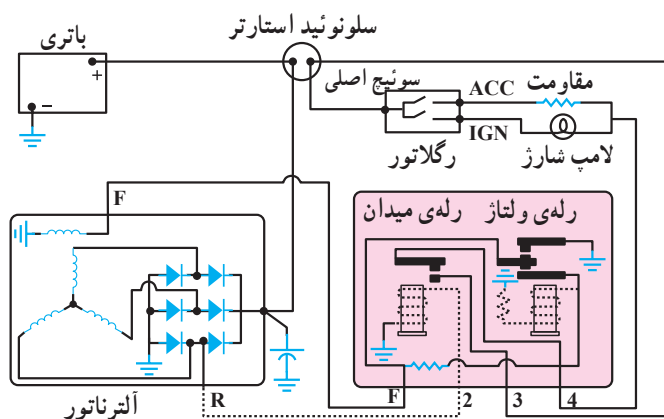 سلونوئید استارتر
باتری
+
−
سوئیچ اصلی
ACC
مقاومت
IGN
رگلاتور
لامپ شارژ
F
رله‌ی میدان
رله‌ی ولتاژ
آلترناتور
R
F
2
3
4